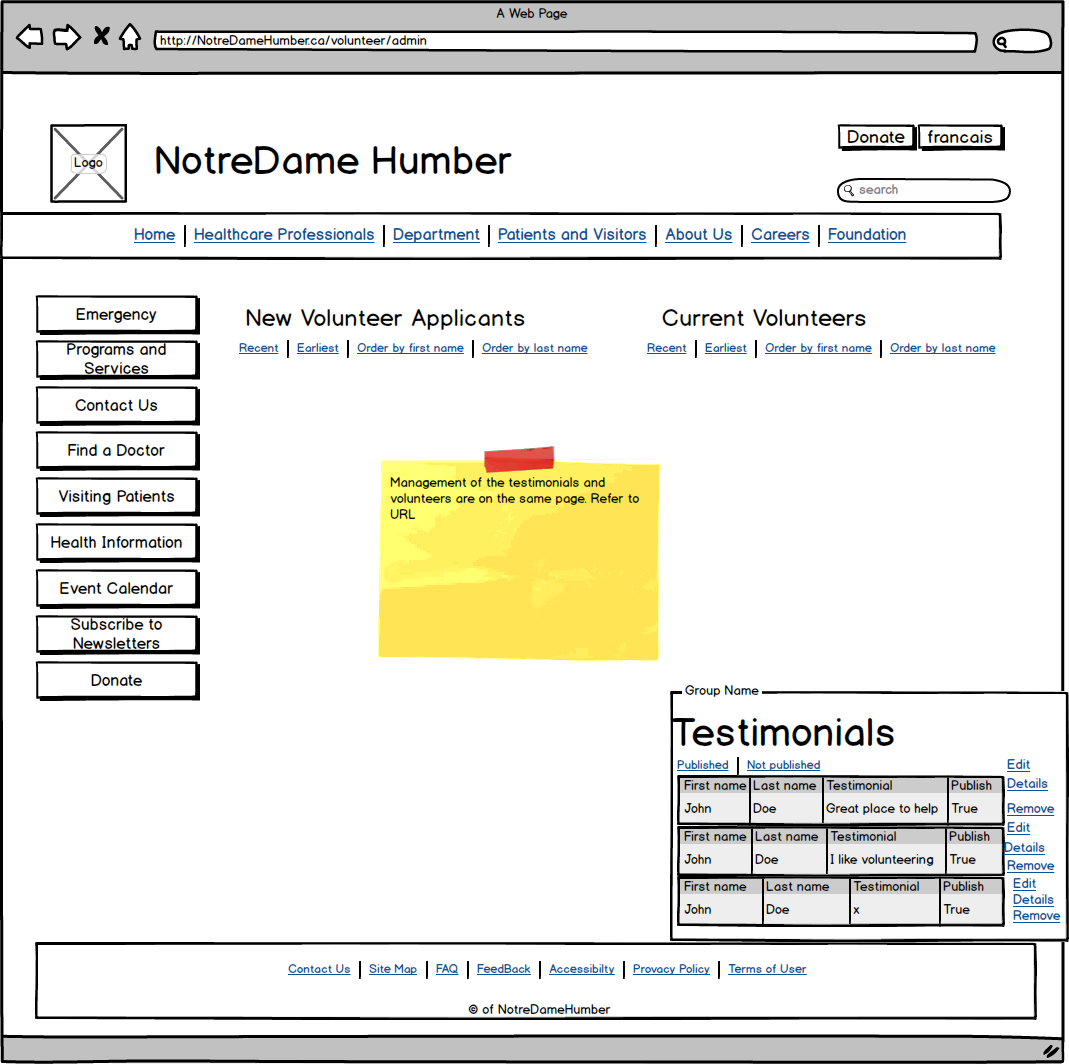 A Web Page
http://NotreDameHumber.ca/volunteer/admin
Logo
NotreDame Humber
Donate
francais
search
Home Healthcare Professionals Department Patients and Visitors About Us Careers Foundation
Emergency
Programs and
Services
Contact Us
Find a Doctor
Visiting Patients
Health Information
Event Calendar
Subscribe to
Newsletters
Donate
New Volunteer Applicants
Recent Earliest Order by first name Order by last name
Current Volunteers
Recent Earliest Order by first name Order by last name
Management of the testimonials and
volunteers are on the same page. Refer to
URL
Group Name
Testimonials
Published Not published
Edit
First name Last name Testimonial Publish
Details
John Doe Great place to help True
Remove
Edit
First name Last name Testimonial Publish
Details
John Doe I like volunteering True
Remove
Edit
First name Last name Testimonial Publish
Details
John Doe x True
Remove
Contact Us Site Map FAQ FeedBack Accessibilty Provacy Policy Terms of User
© of NotreDameHumber